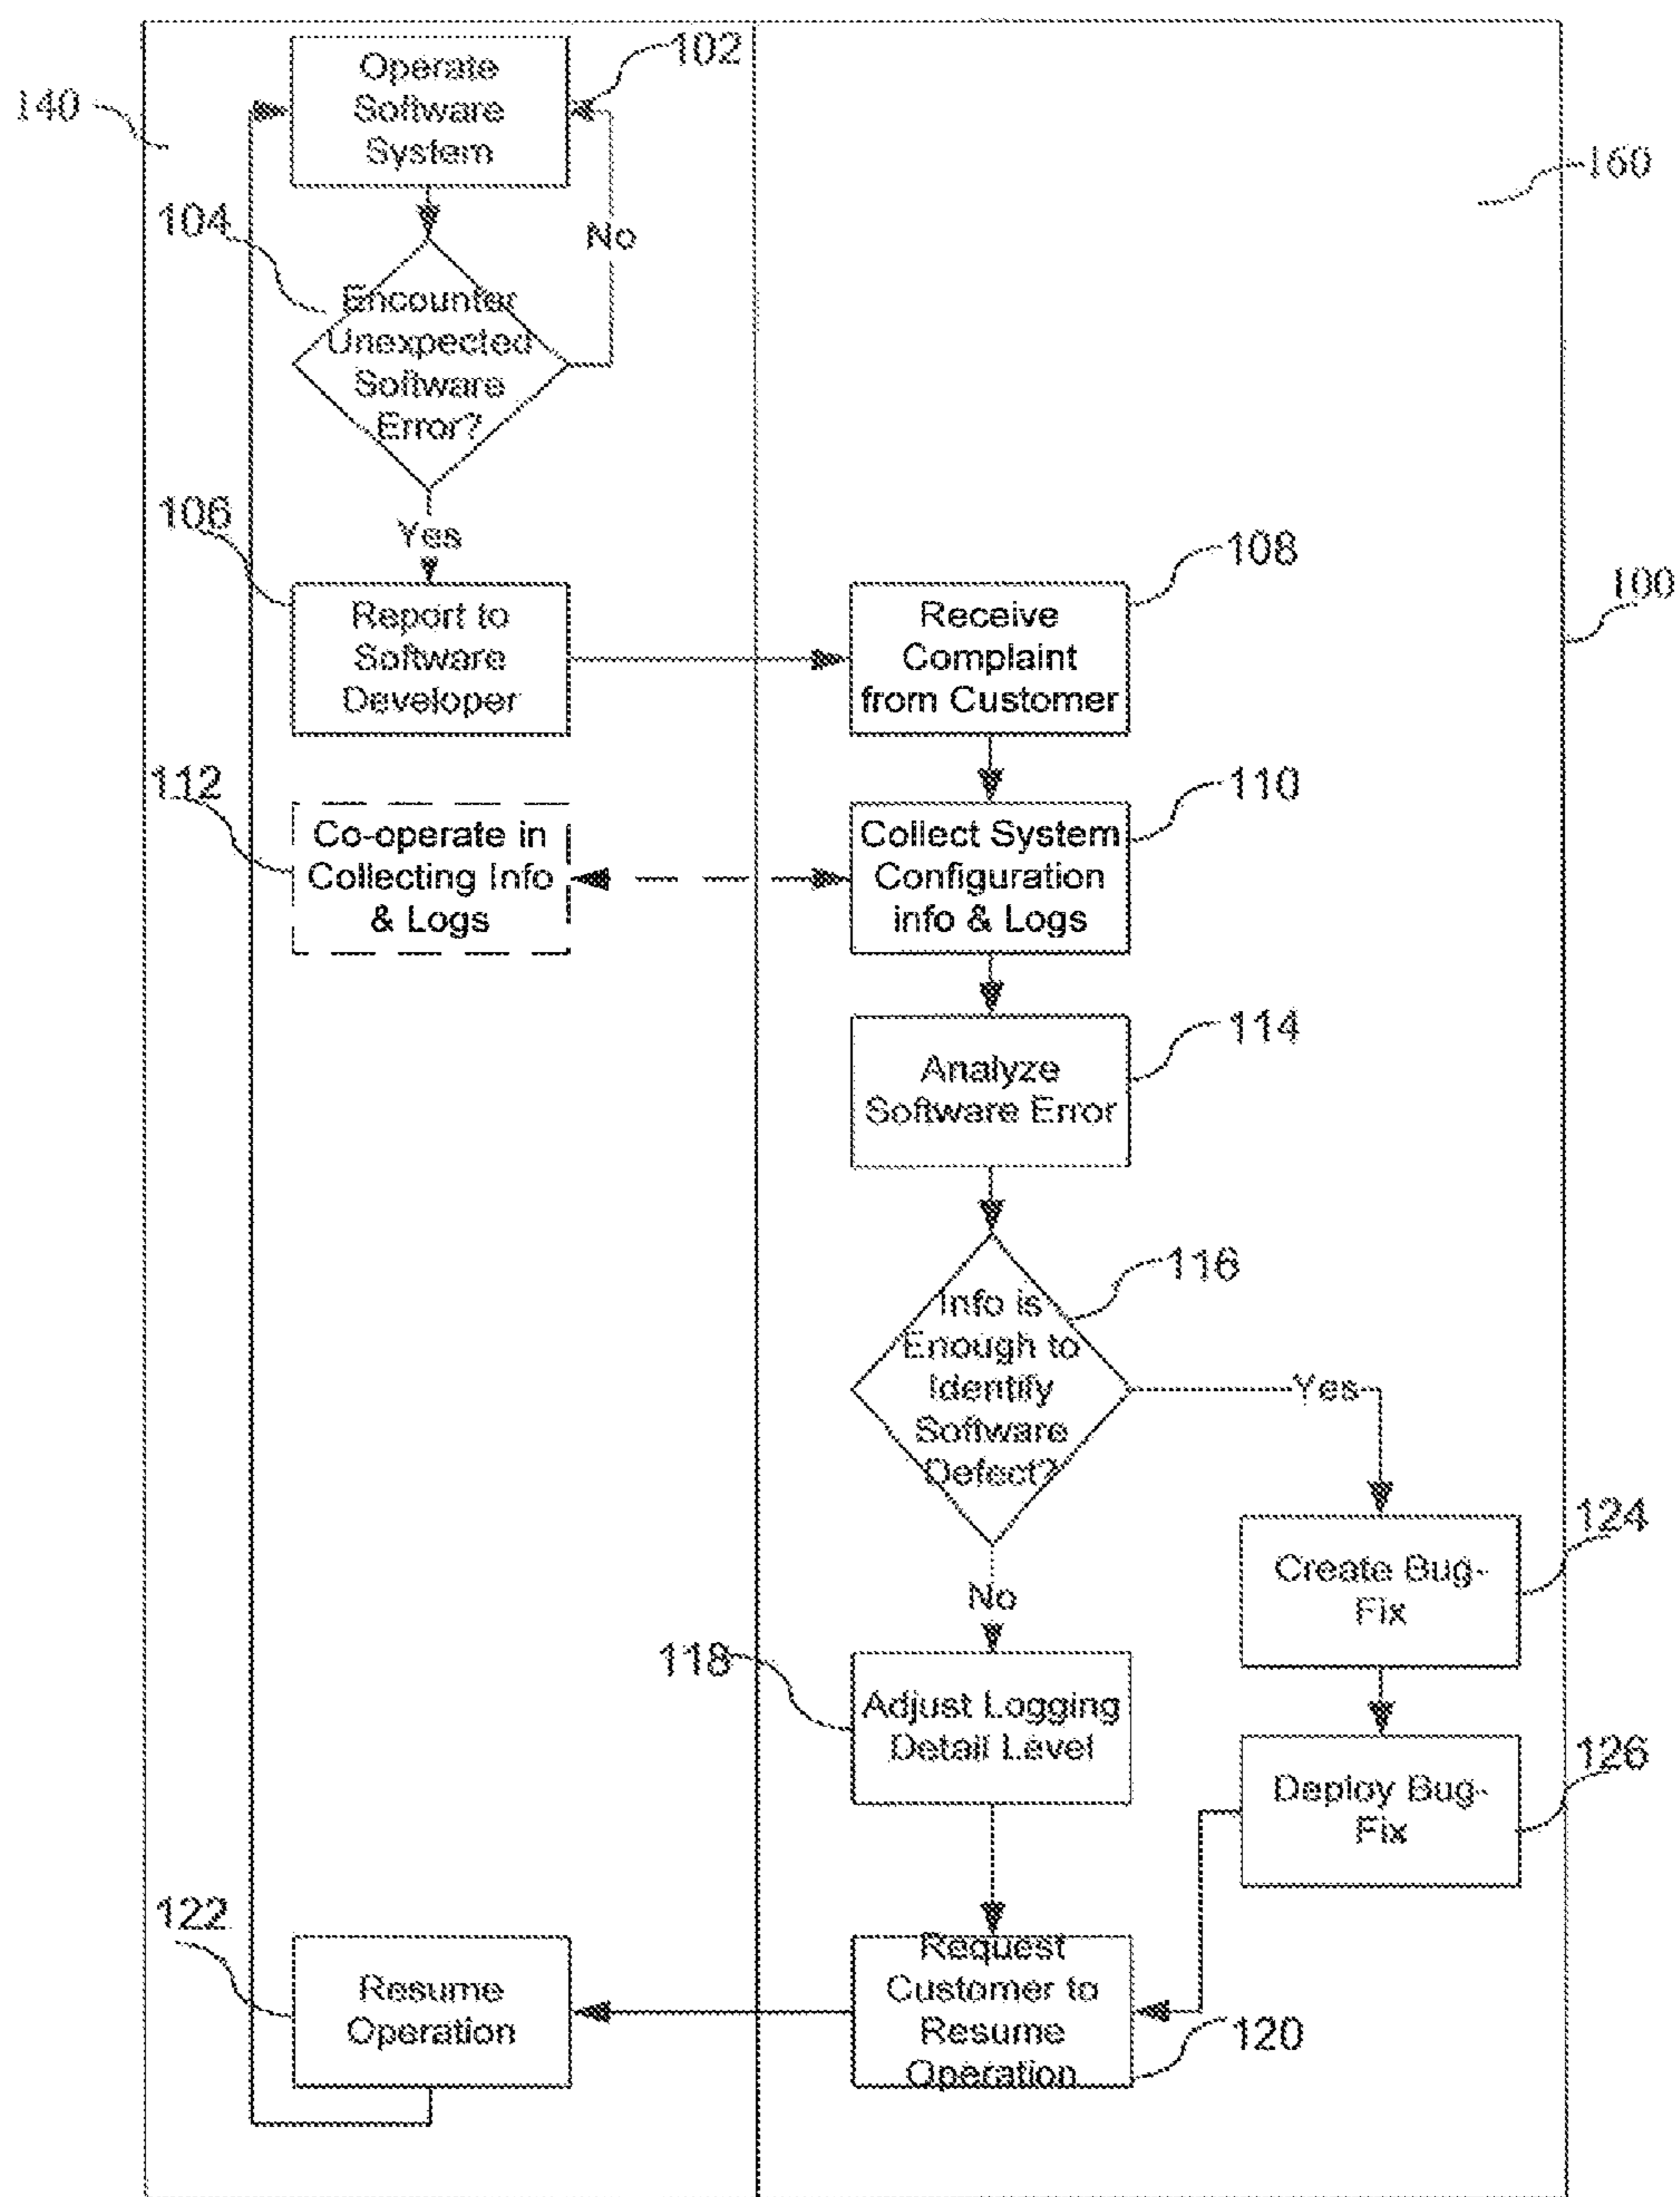 102
Operate
Software
System
140
160
104
No
Encounter
Unexpected
Software
Error?
106
Yes
108
100
Report to
Software
Developer
Receive
Complaint
from Customer
112
110
Co-operate in
Collecting Info
& Logs
Collect System
Configuration
info & Logs
114
Analyze
Software Error
116
Info is
Enough to
Identify
Software
Defect?
Yes
124
Create Bug-
Fix
No
118
Adjust Logging
Detail Level
126
Deploy Bug-
Fix
122
Resume
Operation
Request
Customer to
Resume
Operation
120